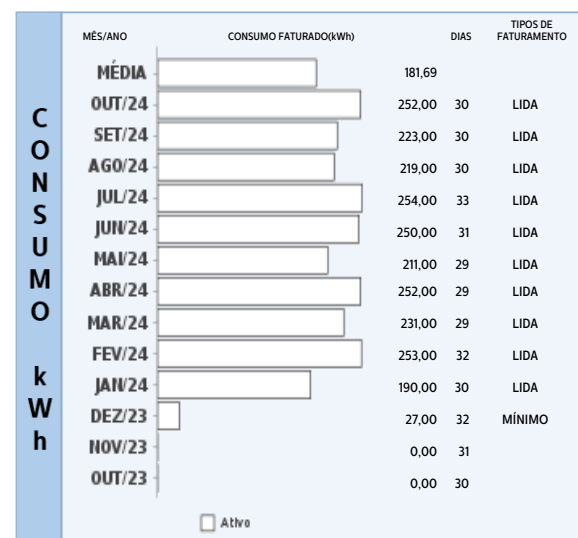 MÊS/ANO CONSUMO FATURADO(kWh) DIAS TIPOS DE FATURAMENTO
CONSUMO kWh
MÉDIA 181,69
OUT/24 252,00 30 LIDA
SET/24 223,00 30 LIDA
AGO/24 219,00 30 LIDA
JUL/24 254,00 33 LIDA
JUN/24 250,00 31 LIDA
MAI/24 211,00 29 LIDA
ABR/24 252,00 29 LIDA
MAR/24 231,00 29 LIDA
FEV/24 253,00 32 LIDA
JAN/24 190,00 30 LIDA
DEZ/23 27,00 32 MÍNIMO
NOV/23 0,00 31
OUT/23 0,00 30
Ativo